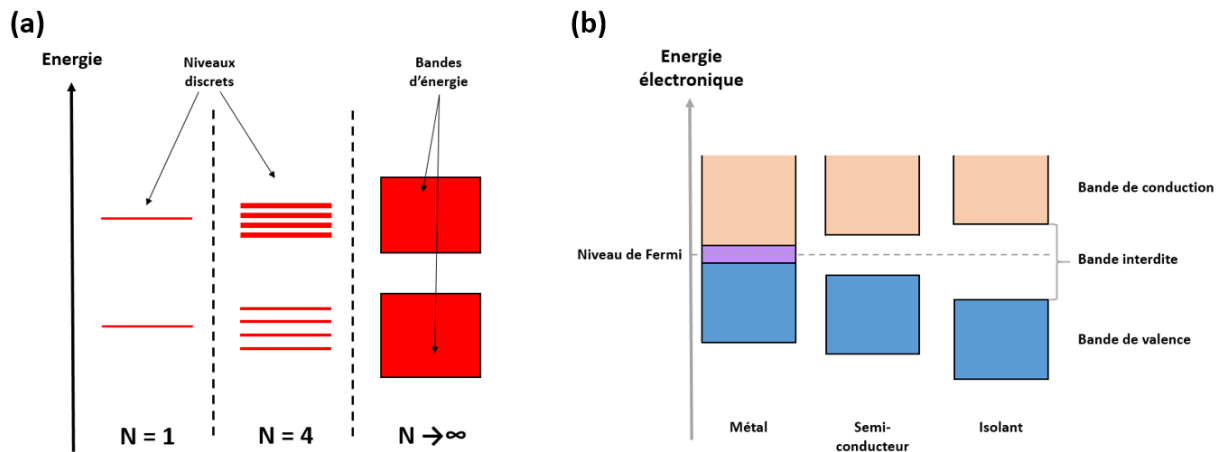 (a)
Energie
Niveaux
discrets
Bandes
d'énergie
N = 1
N = 4
N →∞
(b)
Energie
électronique
Niveau de Fermi
Bande de conduction
Bande interdite
Bande de valence
Métal
Semi-
conducteur
Isolant